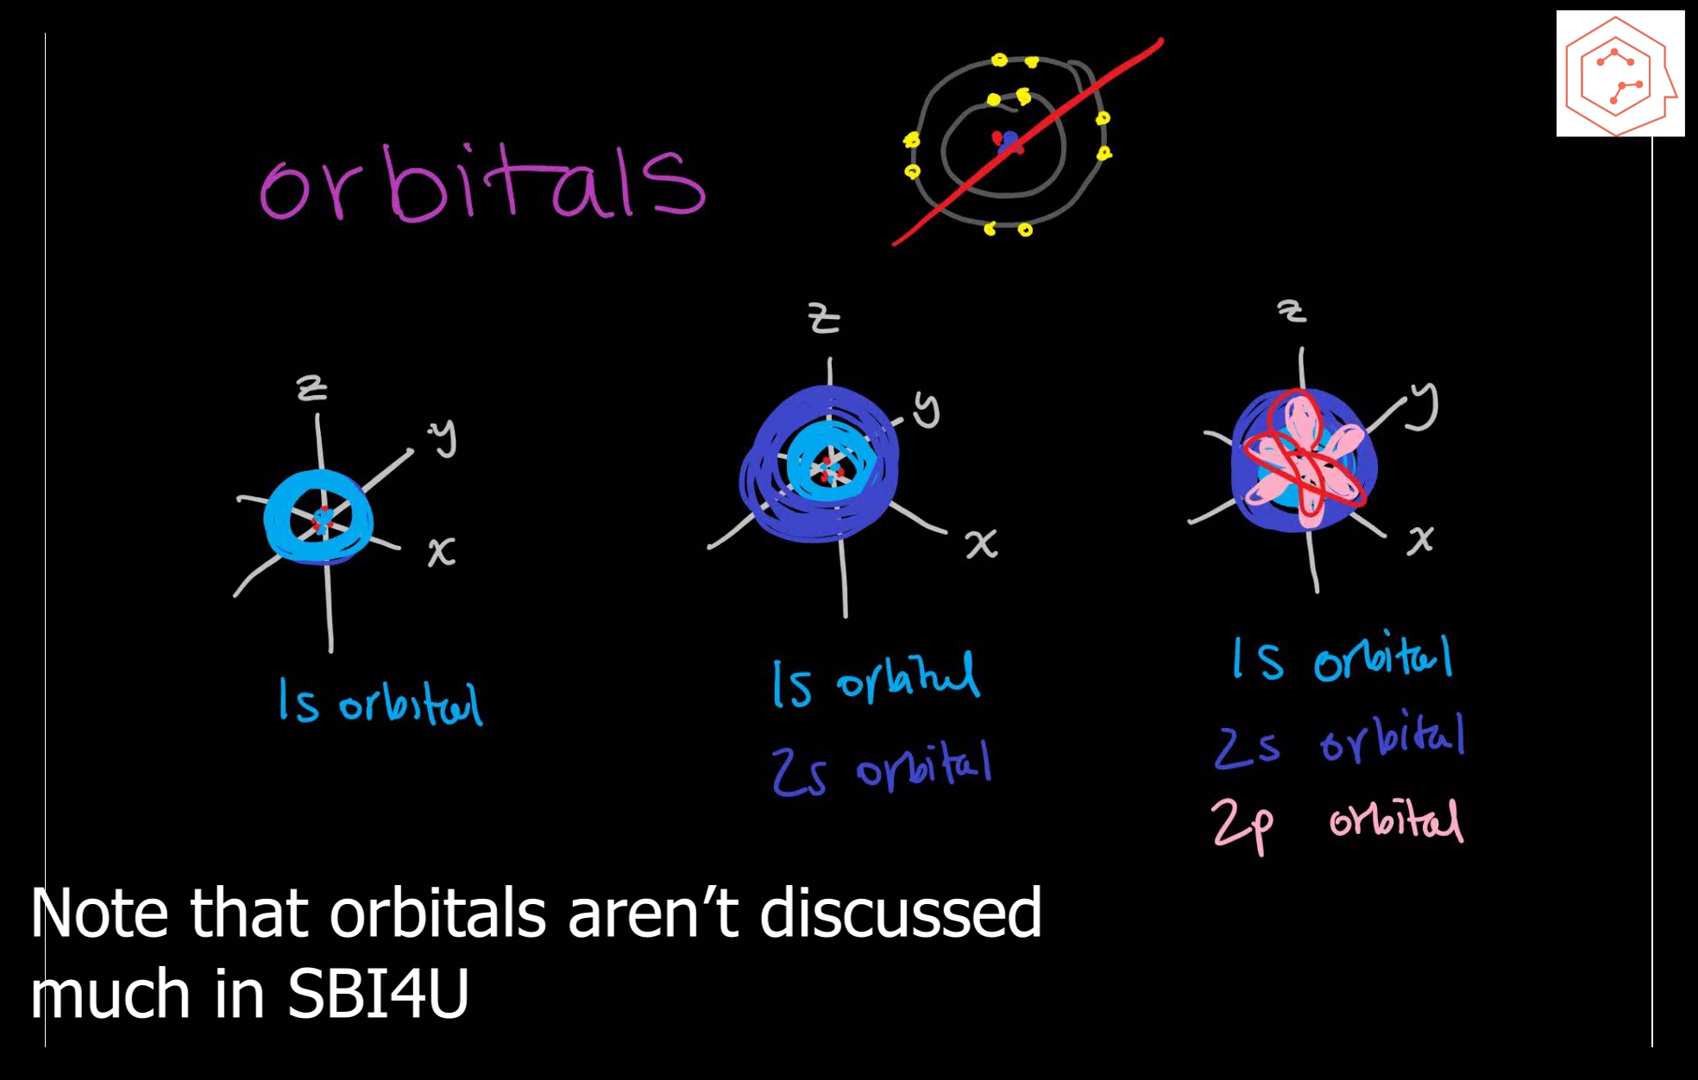 orbitals
z
y
x
1s orbital
z
y
x
1s orbital
2s orbital
z
y
x
1s orbital
2s orbital
2p orbital
Note that orbitals aren’t discussed
much in SBI4U